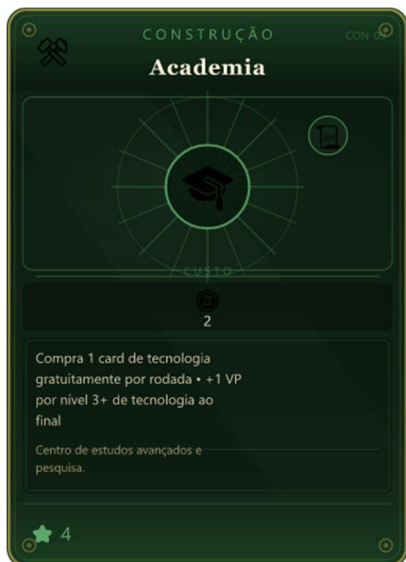 CONSTRUÇÃO
Academia
CUSTO
2
Compra 1 card de tecnologia
gratuitamente por rodada • +1 VP
por nível 3+ de tecnologia ao
final
Centro de estudos avançados e
pesquisa.
4